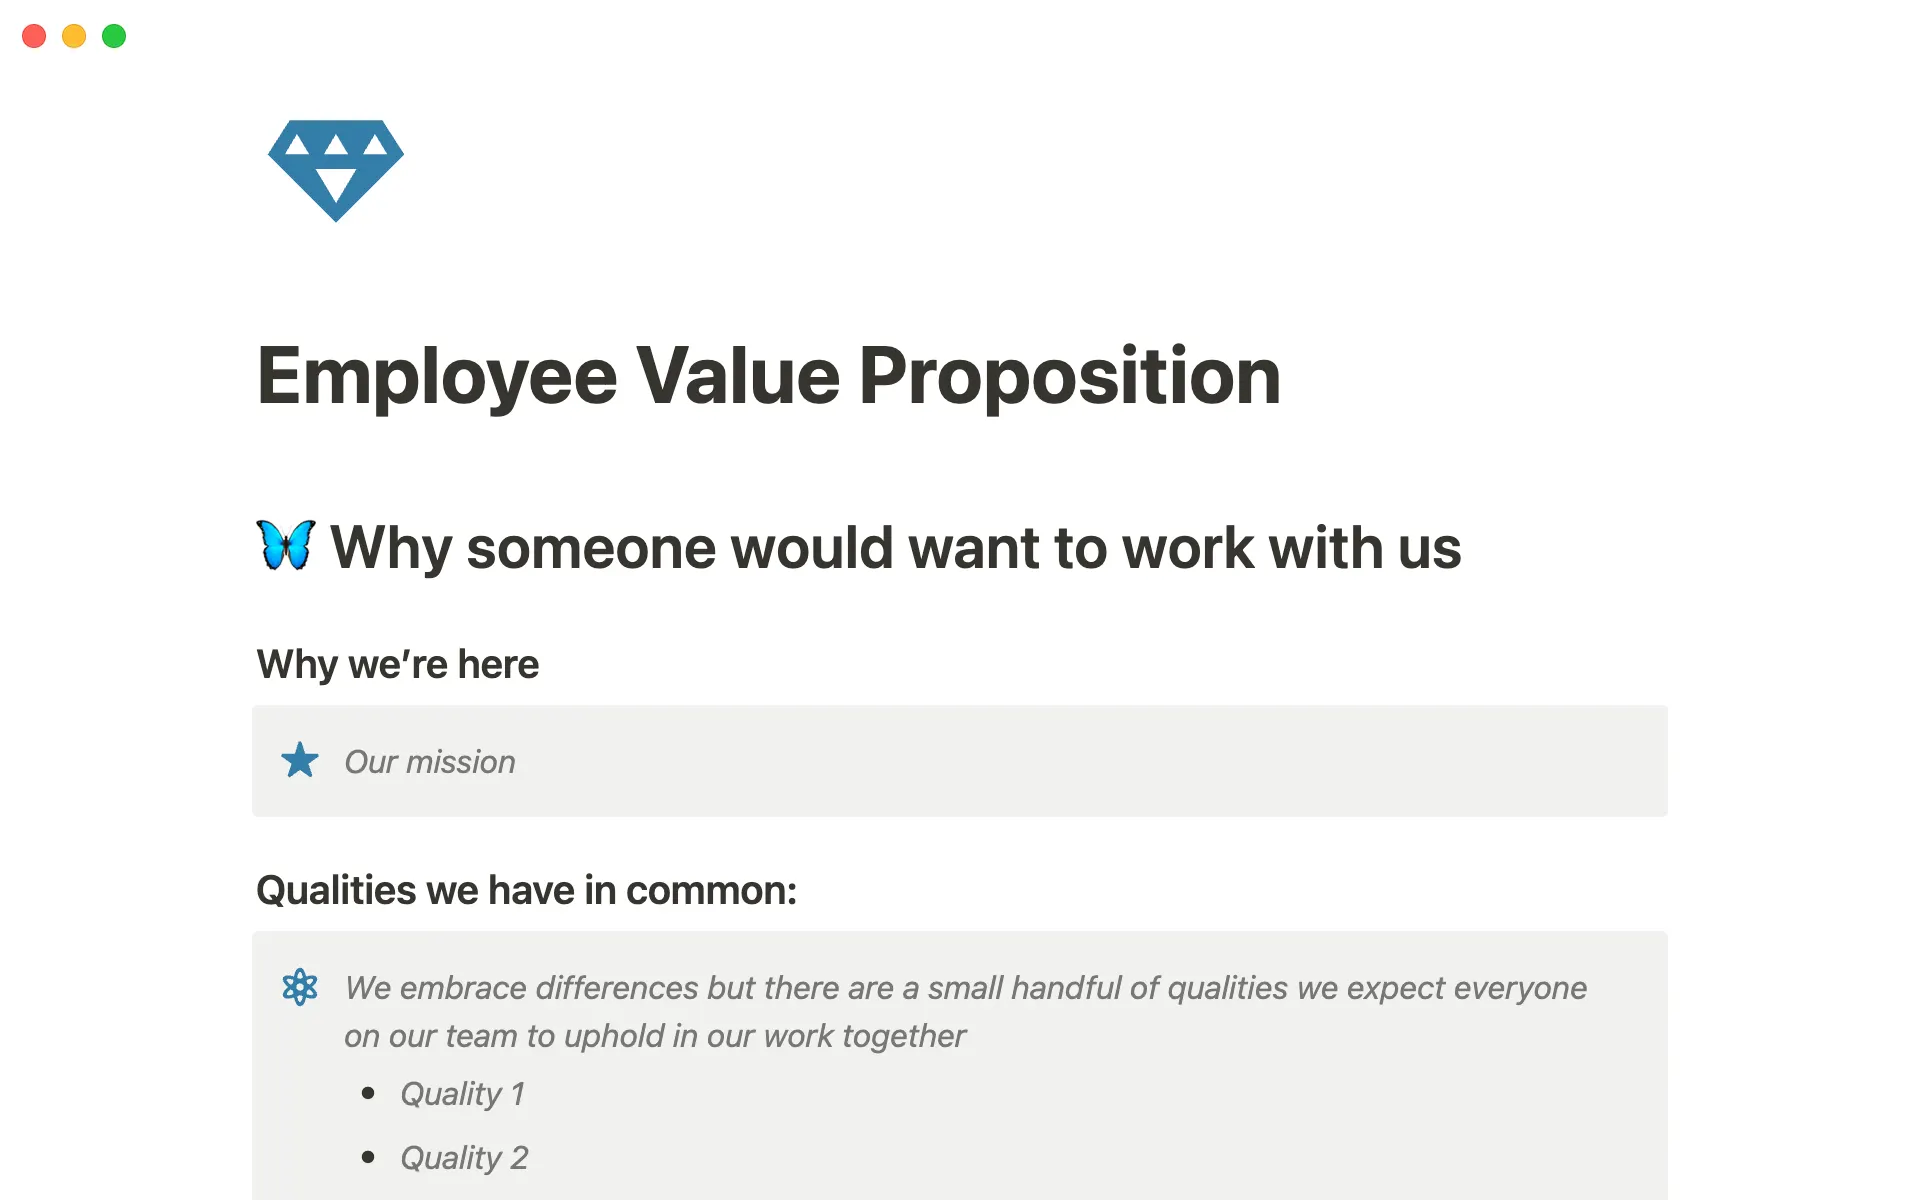 Employee Value Proposition
🦋 Why someone would want to work with us
Why we’re here
Our mission
Qualities we have in common:
We embrace differences but there are a small handful of qualities we expect everyone
on our team to uphold in our work together
• Quality 1
• Quality 2